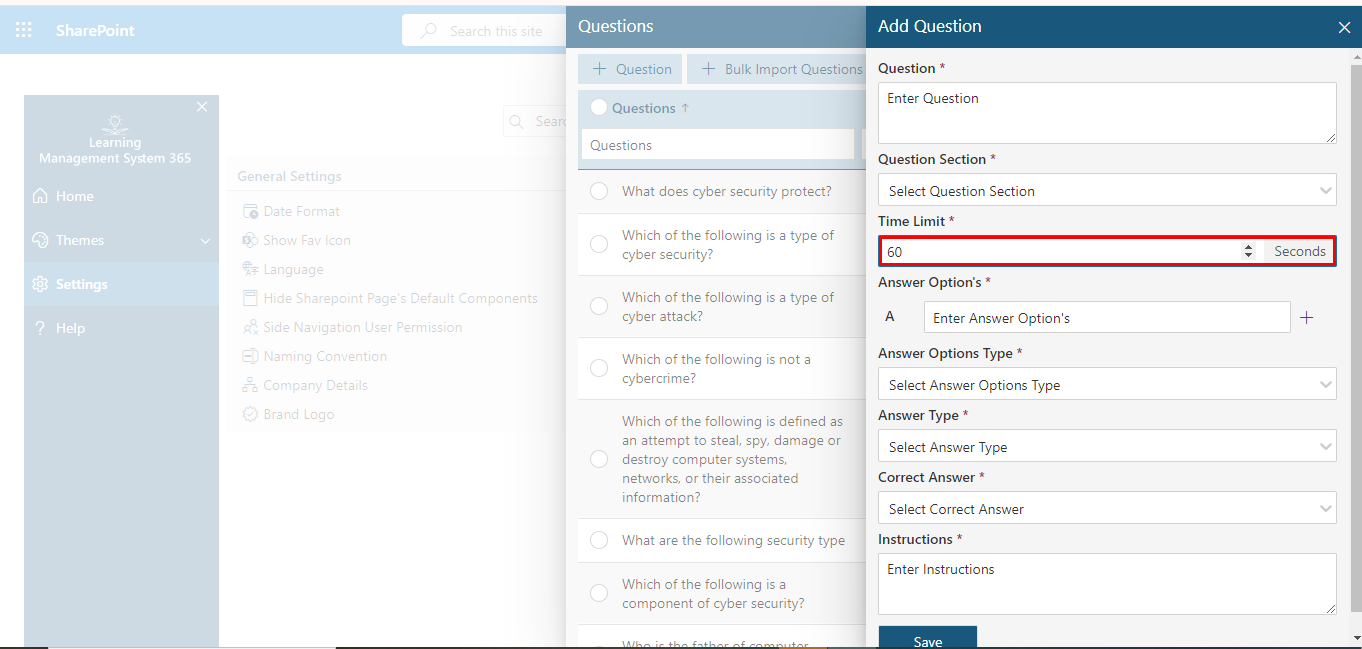 SharePoint
Search this site
Learning
Management System 365
Home
Themes
Settings
Help
General Settings
Date Format
Show Fav Icon
Language
Hide Sharepoint Page's Default Components
Side Navigation User Permission
Naming Convention
Company Details
Brand Logo
Questions
Question
Bulk Import Questions
Questions
Questions
What does cyber security protect?
Which of the following is a type of
cyber security?
Which of the following is a type of
cyber attack?
Which of the following is not a
cybercrime?
Which of the following is defined as
an attempt to steal, spy, damage or
destroy computer systems,
networks, or their associated
information?
What are the following security type
Which of the following is a
component of cyber security?
Who is the father of computer
Add Question
Question *
Enter Question
Question Section *
Select Question Section
Time Limit *
60 Seconds
Answer Option's *
A Enter Answer Option's
Answer Options Type *
Select Answer Options Type
Answer Type *
Select Answer Type
Correct Answer *
Select Correct Answer
Instructions *
Enter Instructions
Save